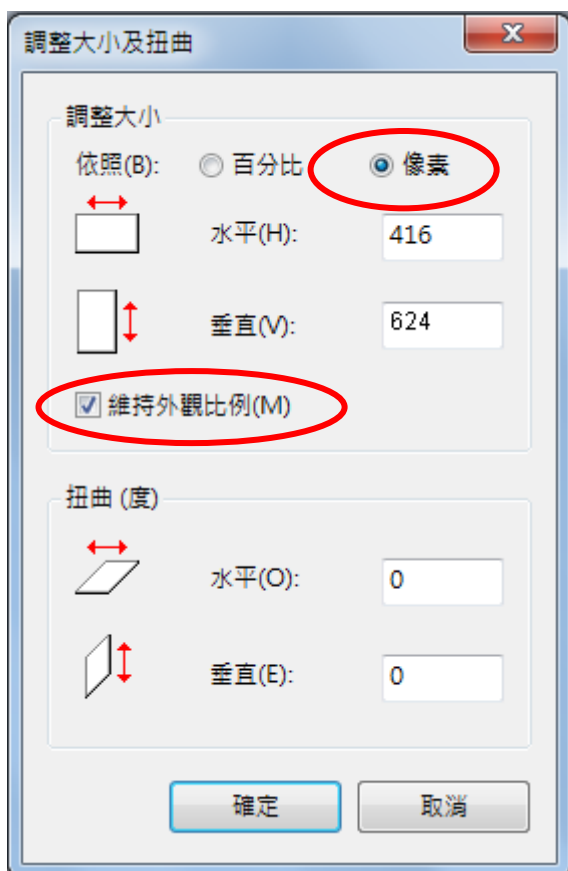 調整大小及扭曲
調整大小
依照(B): 百分比 像素
水平(H): 416
垂直(V): 624
維持外觀比例(M)
扭曲 (度)
水平(O): 0
垂直(E): 0
確定 取消